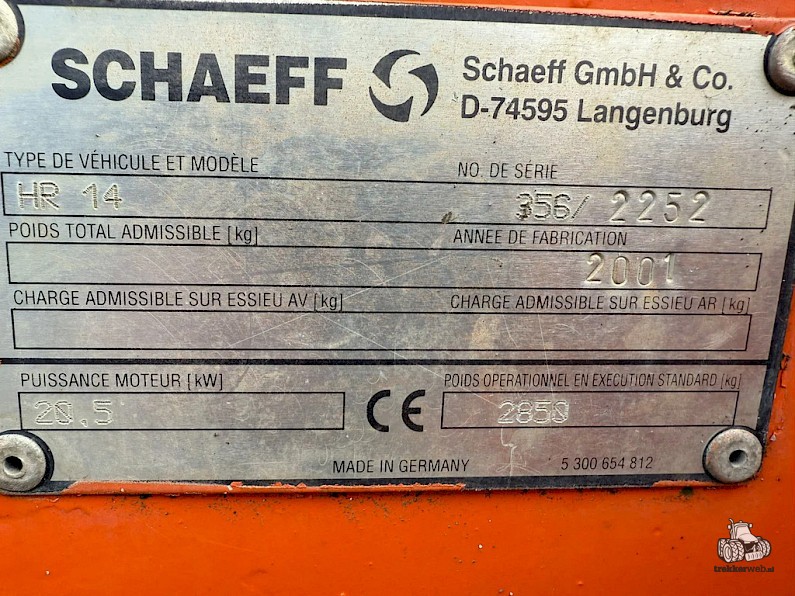 SCHAEFF
Schaeff GmbH & Co.
D-74595 Langenburg
TYPE DE VÉHICULE ET MODÈLE
NO. DE SÉRIE
HR 14
356/ 2252
POIDS TOTAL ADMISSIBLE [kg]
ANNEE DE FABRICATION
2001
CHARGE ADMISSIBLE SUR ESSIEU AV [kg]
CHARGE ADMISSIBLE SUR ESSIEU AR [kg]
PUISSANCE MOTEUR [kW]
POIDS OPERATIONNEL EN EXECUTION STANDARD [kg]
20,5
CE
2850
MADE IN GERMANY
5 300 654 812
trekkerweb.nl